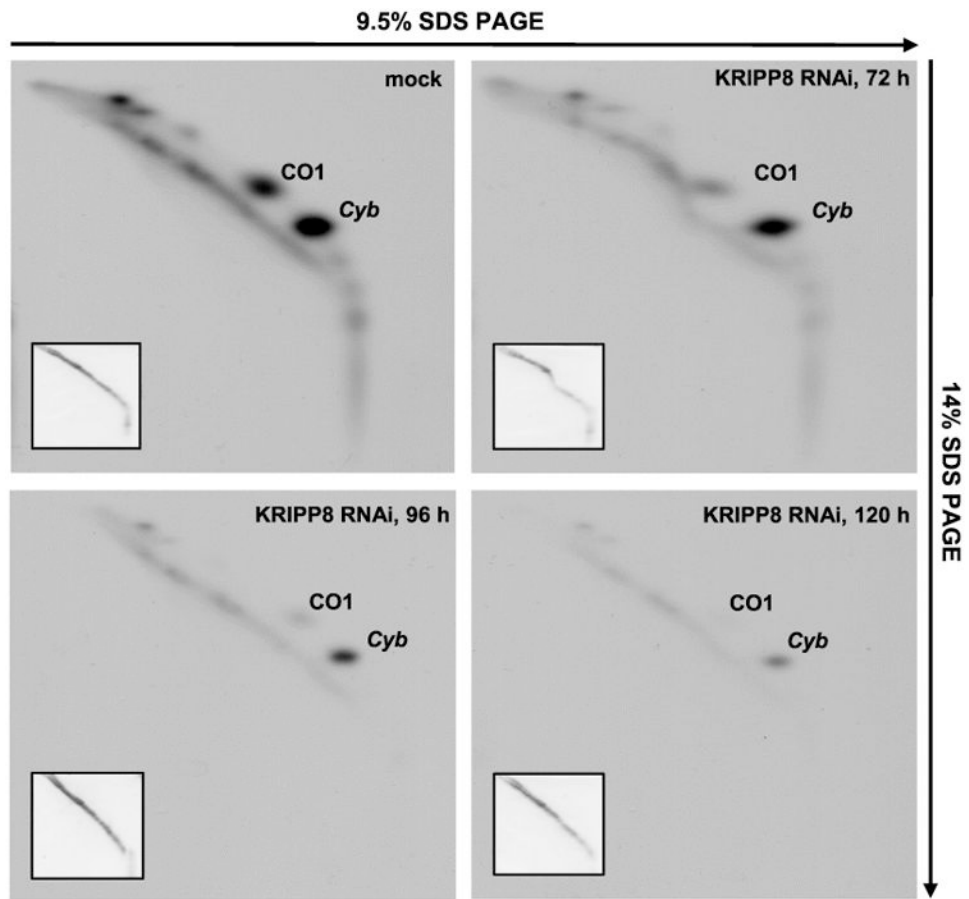 9.5% SDS PAGE
mock
CO1
Cyb
KRIPP8 RNAi, 72 h
CO1
Cyb
14% SDS PAGE
KRIPP8 RNAi, 96 h
CO1
Cyb
KRIPP8 RNAi, 120 h
CO1
Cyb